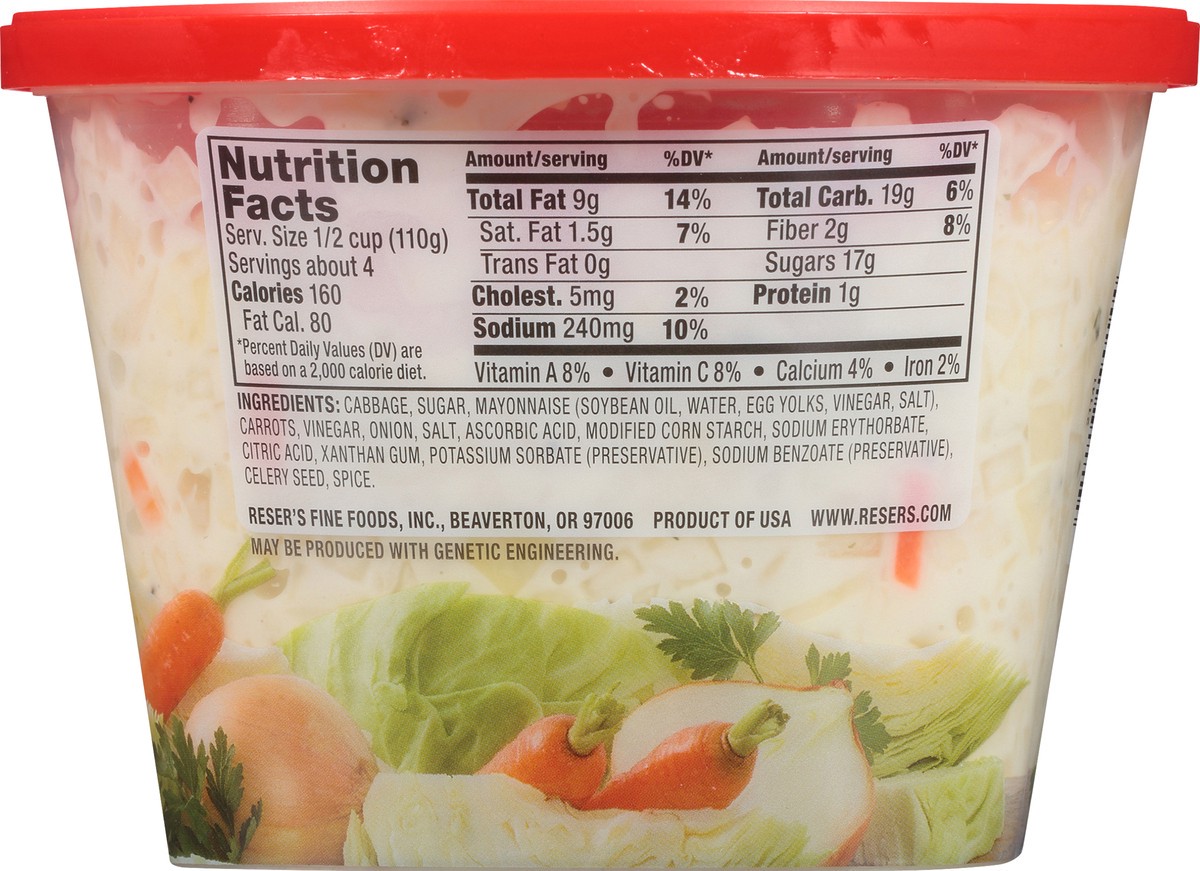 Nutrition
Facts
Serv. Size 1/2 cup (110g)
Servings about 4
Calories 160
Fat Cal. 80
*Percent Daily Values (DV) are
based on a 2,000 calorie diet.
Amount/serving %DV* Amount/serving %DV*
Total Fat 9g 14% Total Carb. 19g 6%
Sat. Fat 1.5g 7% Fiber 2g 8%
Trans Fat 0g Sugars 17g
Cholest. 5mg 2% Protein 1g
Sodium 240mg 10%
Vitamin A 8% • Vitamin C 8% • Calcium 4% • Iron 2%
INGREDIENTS: CABBAGE, SUGAR, MAYONNAISE (SOYBEAN OIL, WATER, EGG YOLKS, VINEGAR, SALT),
CARROTS, VINEGAR, ONION, SALT, ASCORBIC ACID, MODIFIED CORN STARCH, SODIUM ERYTHORBATE,
CITRIC ACID, XANTHAN GUM, POTASSIUM SORBATE (PRESERVATIVE), SODIUM BENZOATE (PRESERVATIVE),
CELERY SEED, SPICE.
RESER'S FINE FOODS, INC., BEAVERTON, OR 97006 PRODUCT OF USA WWW.RESERS.COM
MAY BE PRODUCED WITH GENETIC ENGINEERING.